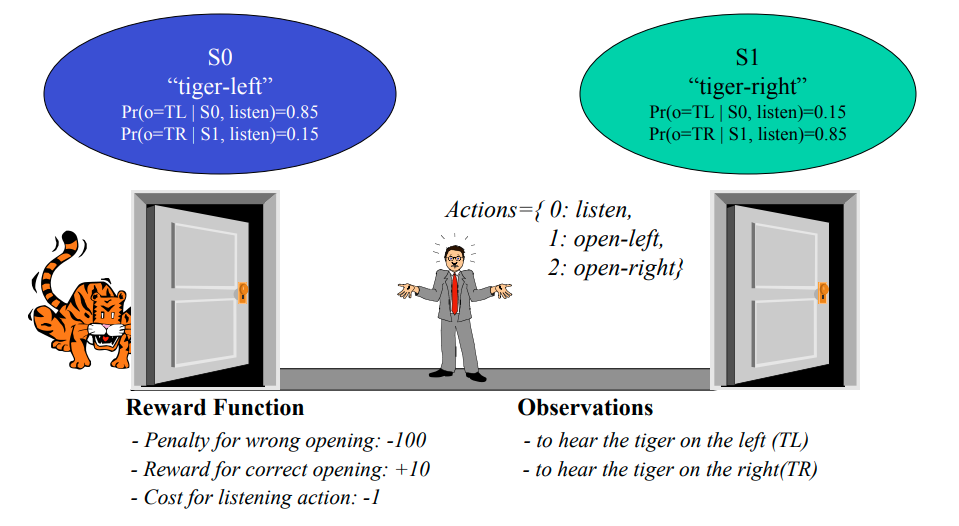 S0
“tiger-left”
Pr(o=TL | S0, listen)=0.85
Pr(o=TR | S1, listen)=0.15
S1
“tiger-right”
Pr(o=TL | S0, listen)=0.15
Pr(o=TR | S1, listen)=0.85
Actions={ 0: listen,
1: open-left,
2: open-right}
Reward Function
- Penalty for wrong opening: -100
- Reward for correct opening: +10
- Cost for listening action: -1
Observations
- to hear the tiger on the left (TL)
- to hear the tiger on the right(TR)